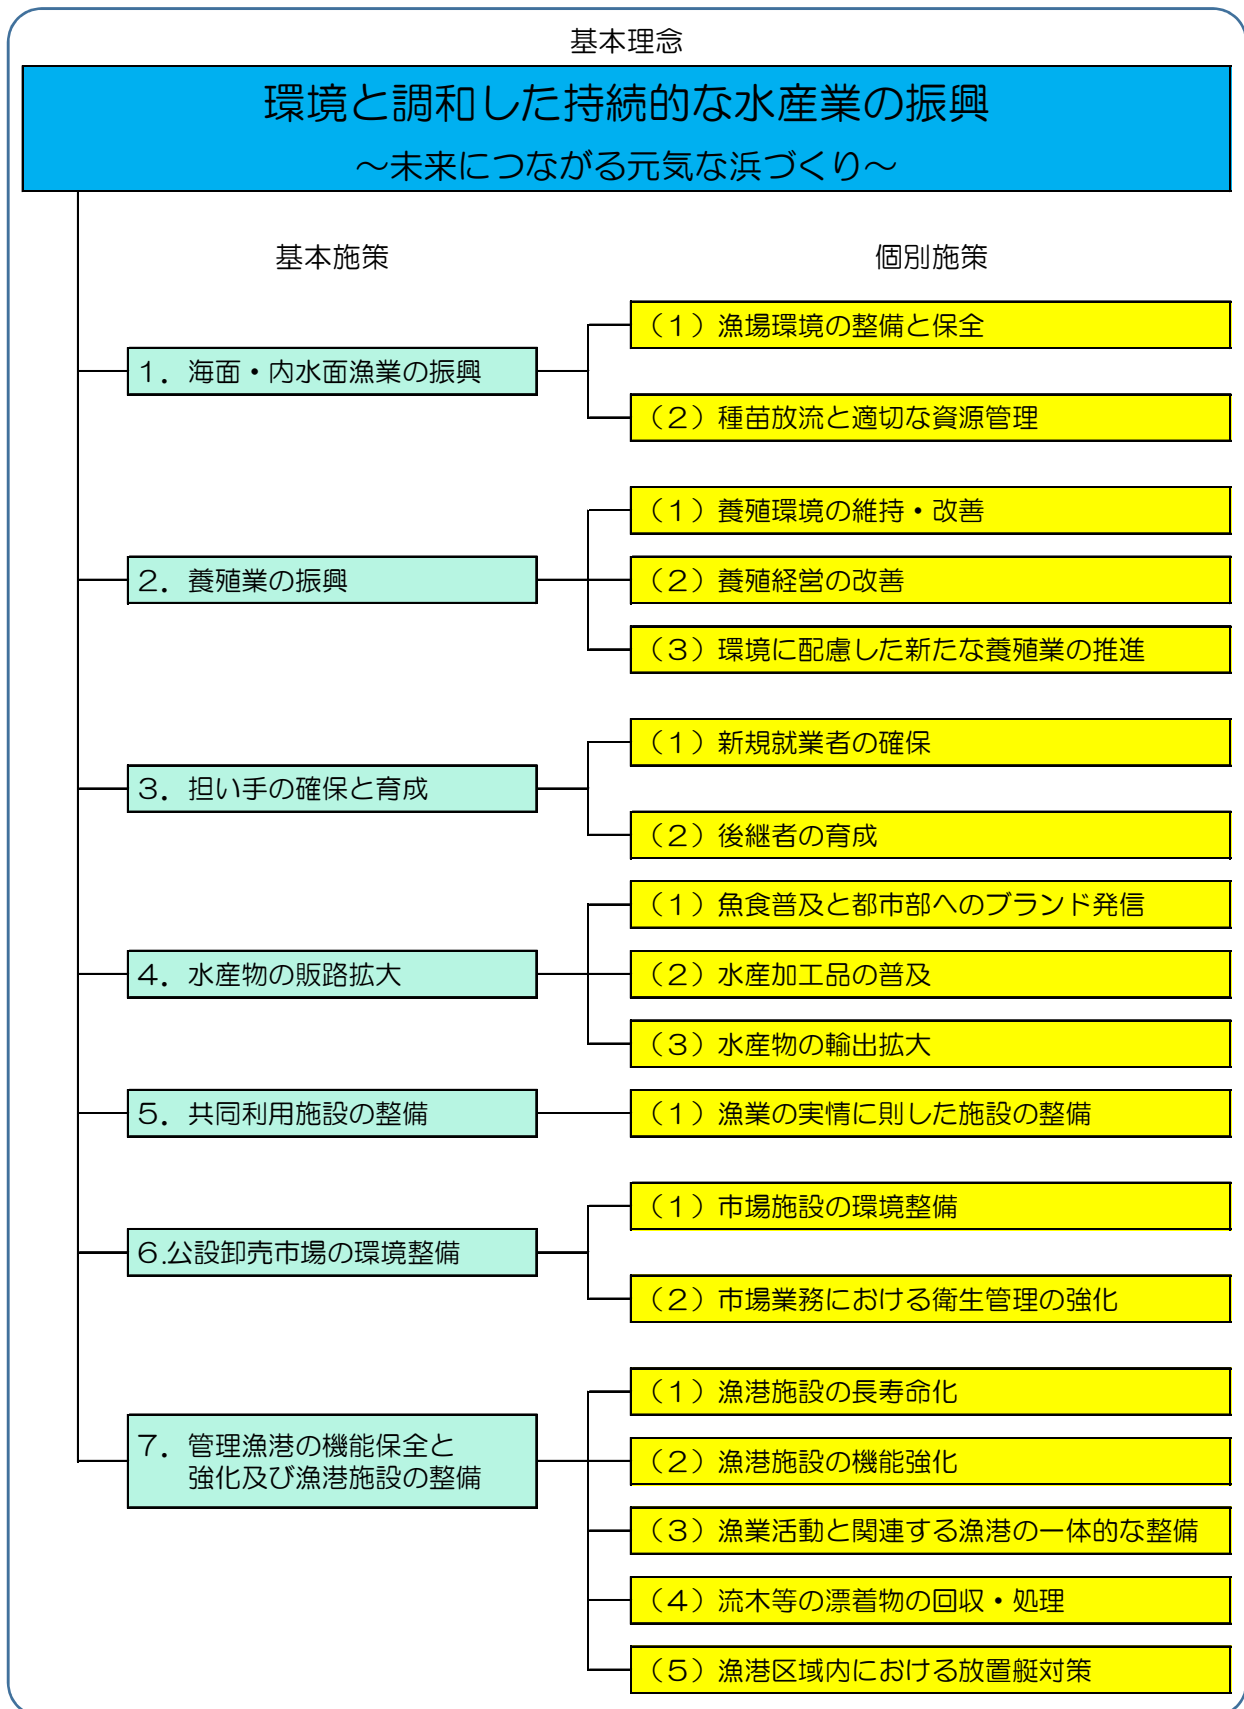 基本理念
環境と調和した持続的な水産業の振興
～未来につながる元気な浜づくり～
基本施策
個別施策
1．海面・内水面漁業の振興
（1）漁場環境の整備と保全
（2）種苗放流と適切な資源管理
2．養殖業の振興
（1）養殖環境の維持・改善
（2）養殖経営の改善
（3）環境に配慮した新たな養殖業の推進
3．担い手の確保と育成
（1）新規就業者の確保
（2）後継者の育成
4．水産物の販路拡大
（1）魚食普及と都市部へのブランド発信
（2）水産加工品の普及
（3）水産物の輸出拡大
5．共同利用施設の整備
（1）漁業の実情に則した施設の整備
6.公設卸売市場の環境整備
（1）市場施設の環境整備
（2）市場業務における衛生管理の強化
7．管理漁港の機能保全と
強化及び漁港施設の整備
（1）漁港施設の長寿命化
（2）漁港施設の機能強化
（3）漁業活動と関連する漁港の一体的な整備
（4）流木等の漂着物の回収・処理
（5）漁港区域内における放置艇対策